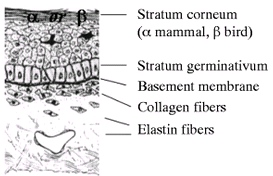 α or β
Stratum corneum
(α mammal, β bird)
Stratum germinativum
Basement membrane
Collagen fibers
Elastin fibers